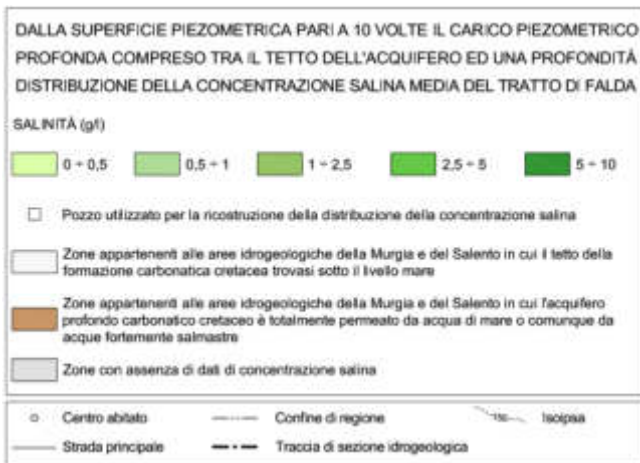 DALLA SUPERFICIE PIEZOMETRICA PARI A 10 VOLTE IL CARICO PIEZOMETRICO
PROFONDA COMPRESO TRA IL TETTO DELL'ACQUIFERO ED UNA PROFONDITÀ
DISTRIBUZIONE DELLA CONCENTRAZIONE SALINA MEDIA DEL TRATTO DI FALDA
SALINITÀ (g/l)
0 ÷ 0,5 0,5 ÷ 1 1 ÷ 2,5 2,5 ÷ 5 5 ÷ 10
Pozzo utilizzato per la ricostruzione della distribuzione della concentrazione salina
Zone appartenenti alle aree idrogeologiche della Murgia e del Salento in cui il tetto della
formazione carbonatica cretacea trovasi sotto il livello mare
Zone appartenenti alle aree idrogeologiche della Murgia e del Salento in cui l'acquifero
profondo carbonatico cretaceo è totalmente permeato da acqua di mare o comunque da
acque fortemente salmastre
Zone con assenza di dati di concentrazione salina
Centro abitato Confine di regione Isoipsa
Strada principale Traccia di sezione idrogeologica